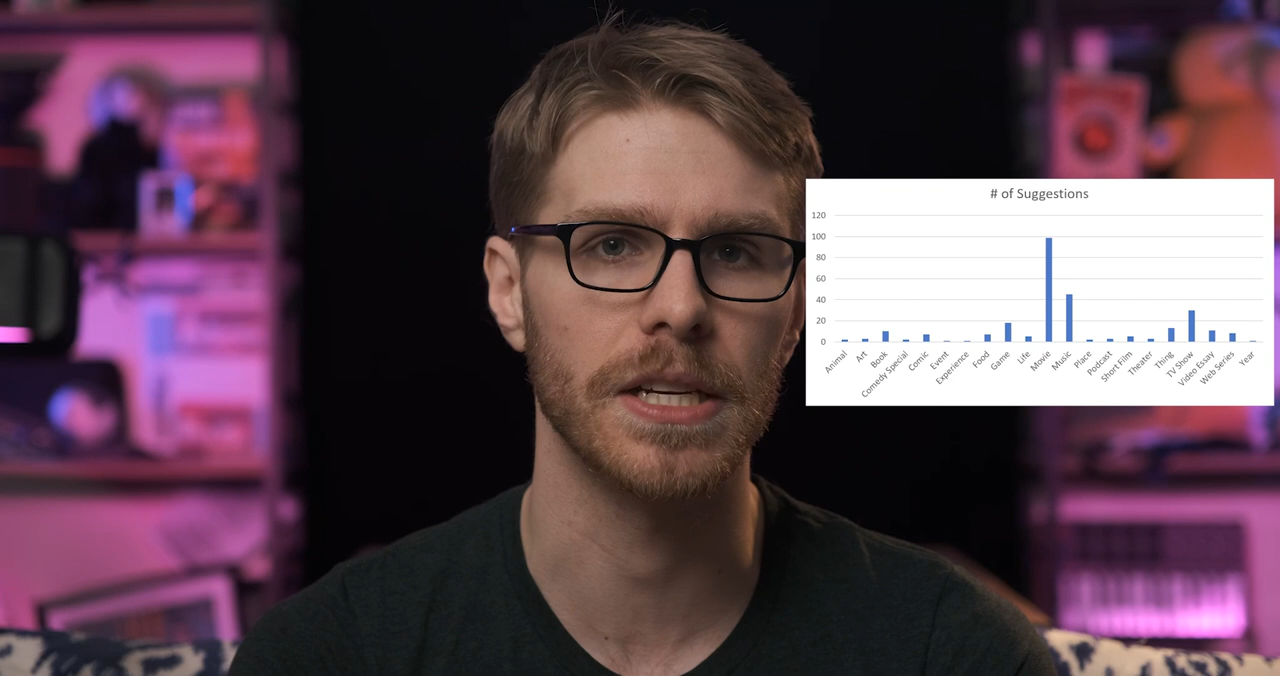 # of Suggestions
120
100
80
60
40
20
0
Animal
Art
Book
Comedy Special
Comic
Event
Experience
Food
Game
Life
Movie
Music
Place
Podcast
Short Film
Theater
Thing
TV Show
Video Essay
Web Series
Year